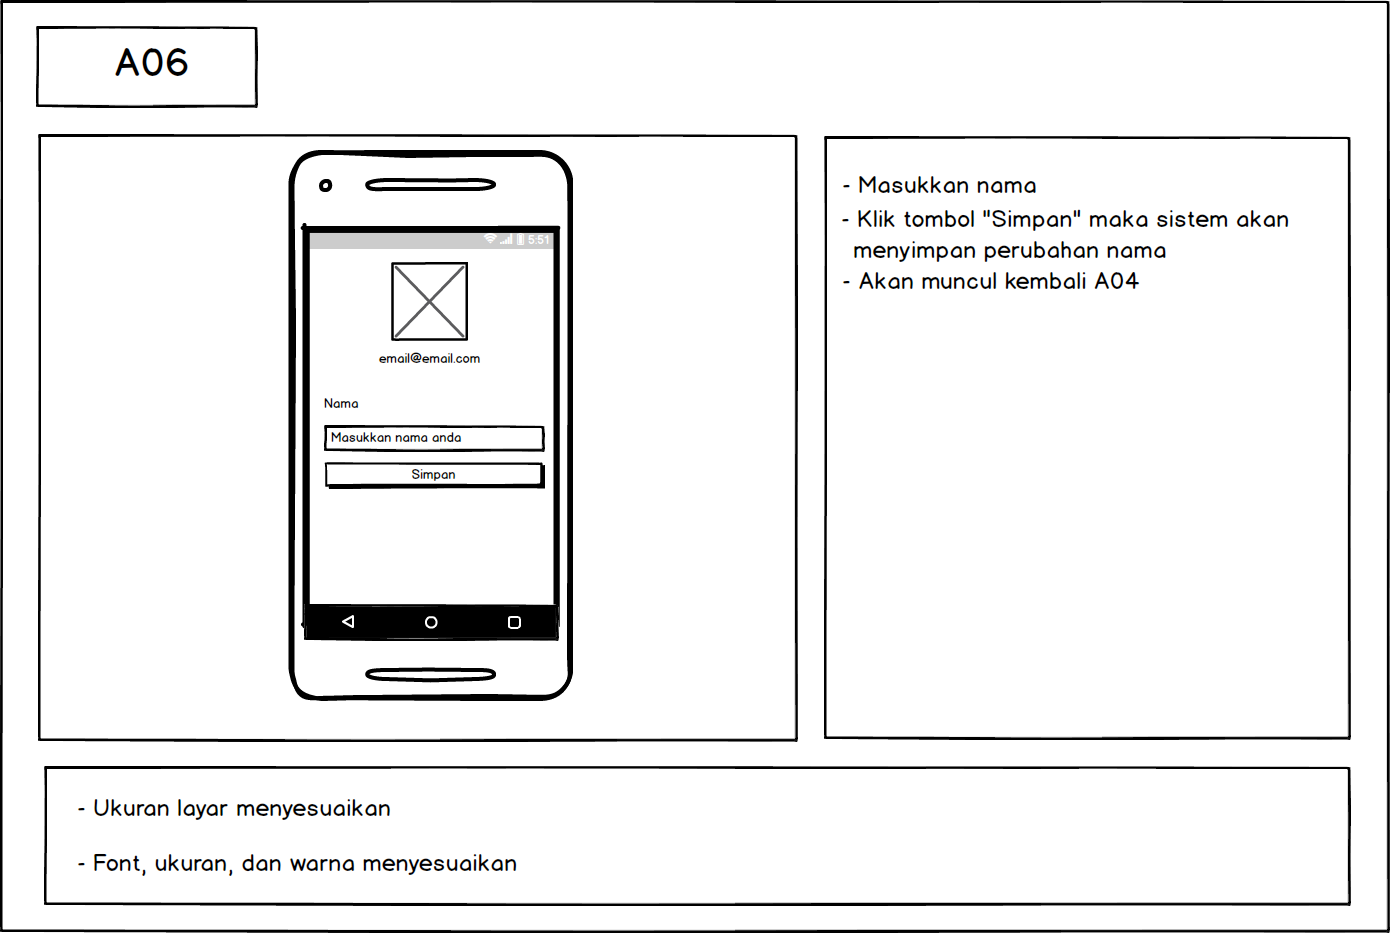 A06
5:51
email@email.com
Nama
Masukkan nama anda
Simpan
- Masukkan nama
- Klik tombol "Simpan" maka sistem akan
menyimpan perubahan nama
- Akan muncul kembali A04
- Ukuran layar menyesuaikan
- Font, ukuran, dan warna menyesuaikan